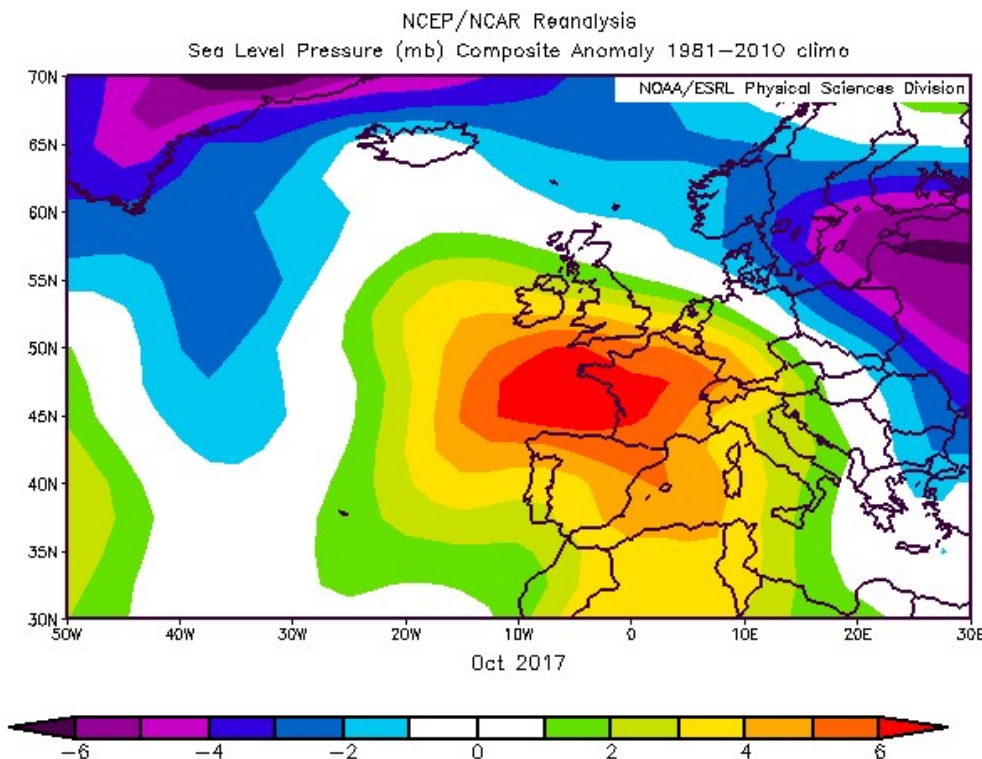 NCEP/NCAR Reanalysis
Sea Level Pressure (mb) Composite Anomaly 1981-2010 climo
NOAA/ESRL Physical Sciences Division
70N
65N
60N
55N
50N
45N
40N
35N
30N
50W 40W 30W 20W 10W 0 10E 20E 30E
Oct 2017
-6 -4 -2 0 2 4 6